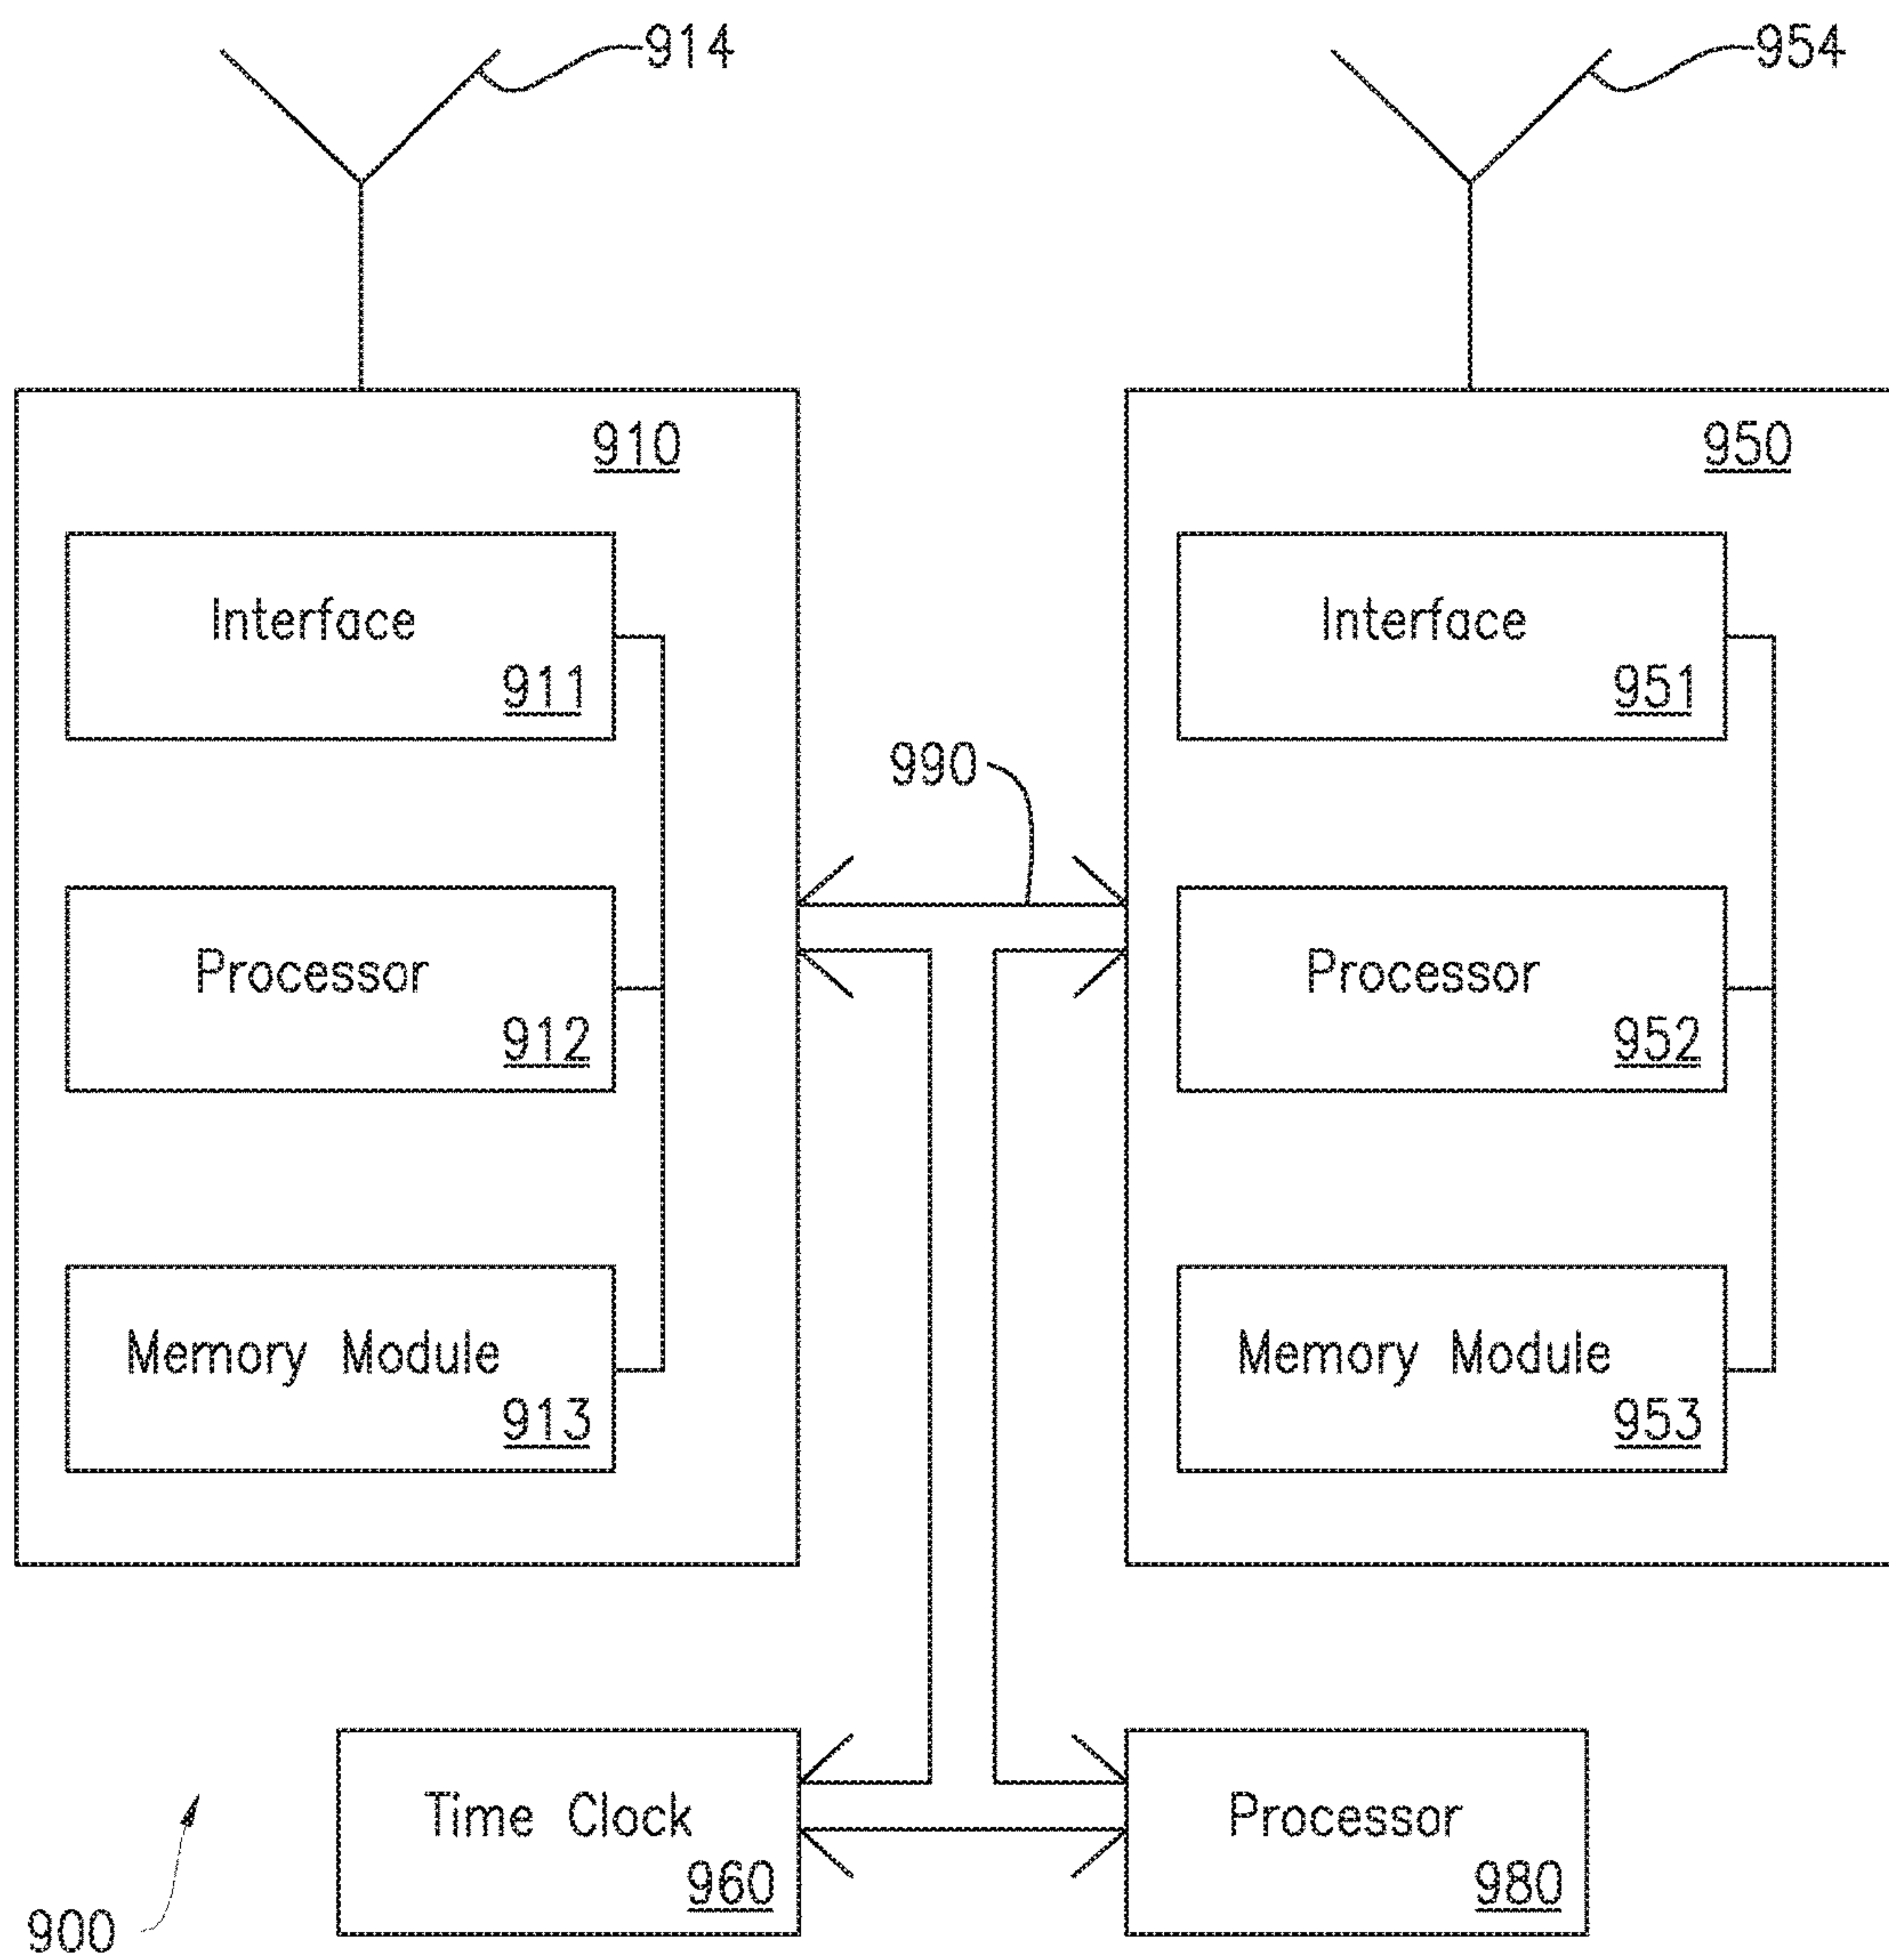 914
954
910
950
Interface
911
Interface
951
990
Processor
912
Processor
952
Memory Module
913
Memory Module
953
Time Clock
960
Processor
980
900